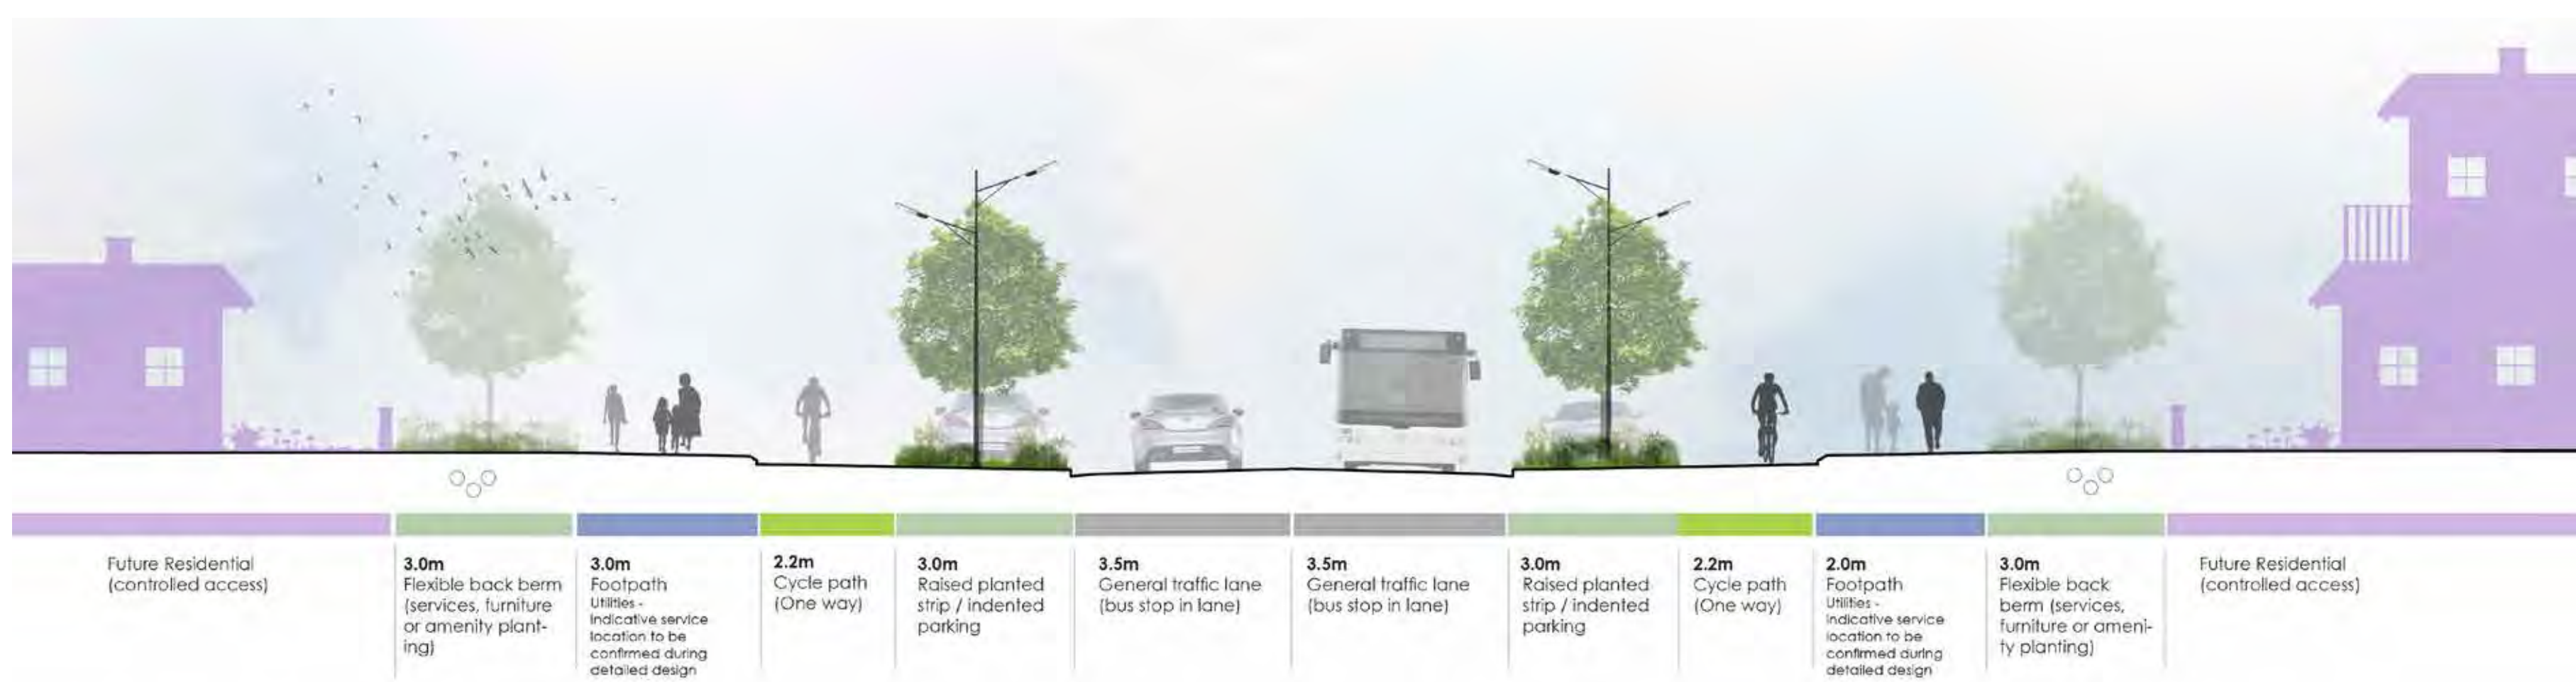 Future Residential
(controlled access)
3.0m
Flexible back berm
(services, furniture
or amenity plant-
ing)
3.0m
Footpath
Utilities -
indicative service
location to be
confirmed during
detailed design
2.2m
Cycle path
(One way)
3.0m
Raised planted
strip / indented
parking
3.5m
General traffic lane
(bus stop in lane)
3.5m
General traffic lane
(bus stop in lane)
3.0m
Raised planted
strip / indented
parking
2.2m
Cycle path
(One way)
2.0m
Footpath
Utilities -
indicative service
location to be
confirmed during
detailed design
3.0m
Flexible back
berm (services,
furniture or ameni-
ty planting)
Future Residential
(controlled access)